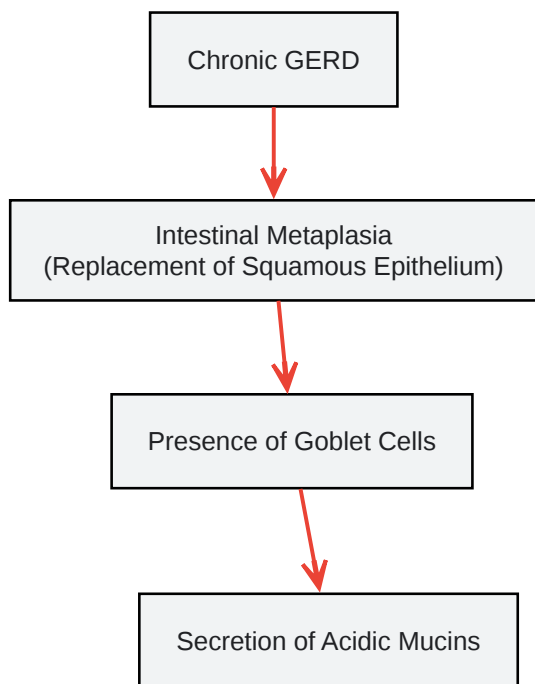 Chronic GERD
Intestinal Metaplasia
(Replacement of Squamous Epithelium)
Presence of Goblet Cells
Secretion of Acidic Mucins